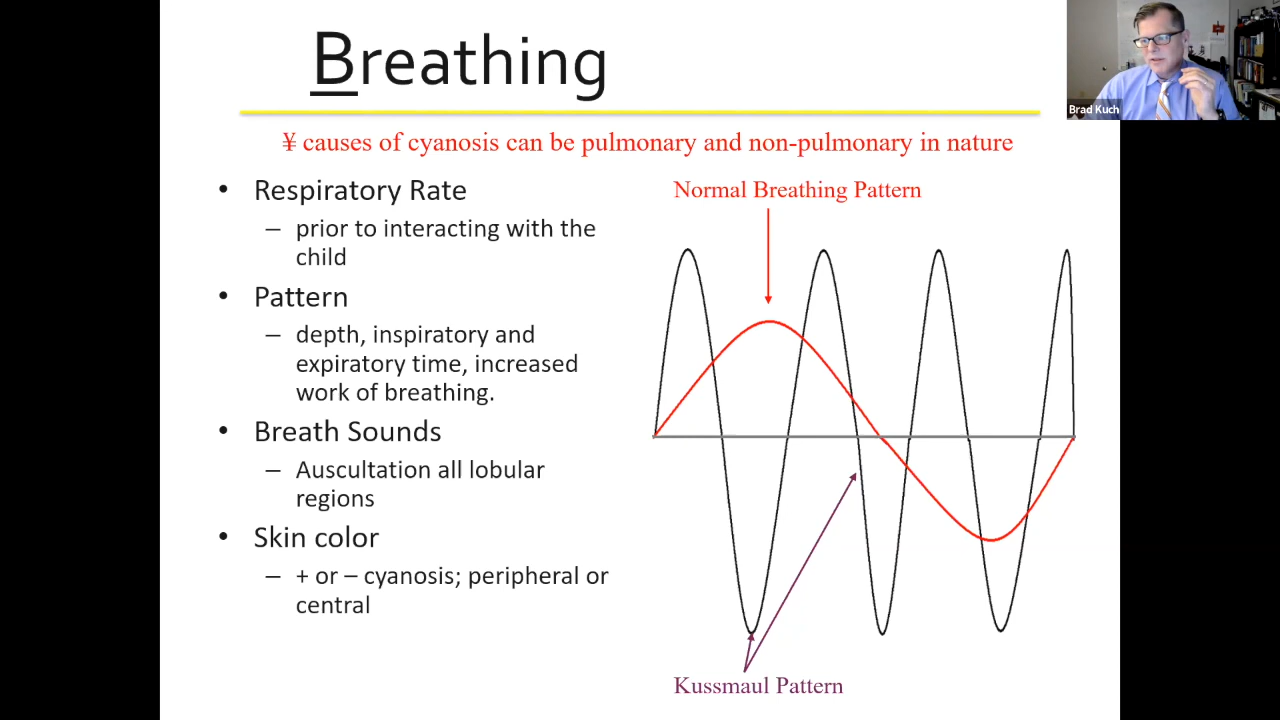 Breathing
Brad Kuch
¥ causes of cyanosis can be pulmonary and non-pulmonary in nature
• Respiratory Rate
– prior to interacting with the
child
• Pattern
– depth, inspiratory and
expiratory time, increased
work of breathing.
• Breath Sounds
– Auscultation all lobular
regions
• Skin color
– + or – cyanosis; peripheral or
central
Normal Breathing Pattern
Kussmaul Pattern